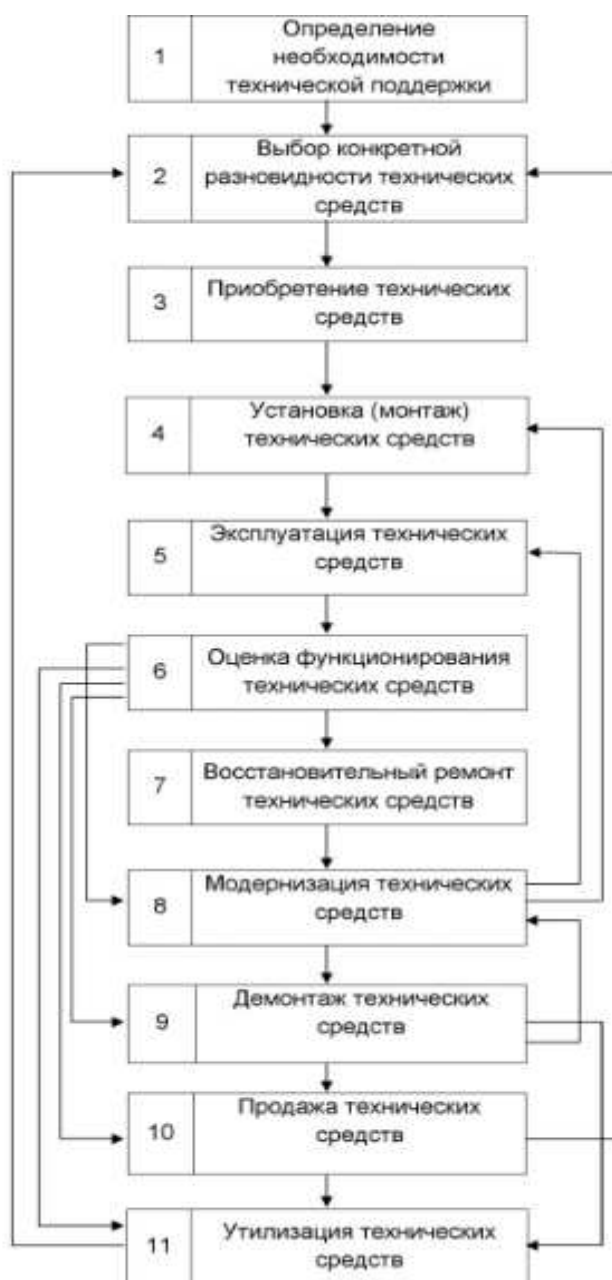 1
Определение
необходимости
технической поддержки
2
Выбор конкретной
разновидности технических
средств
3
Приобретение технических
средств
4
Установка (монтаж)
технических средств
5
Эксплуатация технических
средств
6
Оценка функционирования
технических средств
7
Восстановительный ремонт
технических средств
8
Модернизация технических
средств
9
Демонтаж технических
средств
10
Продажа технических
средств
11
Утилизация технических
средств